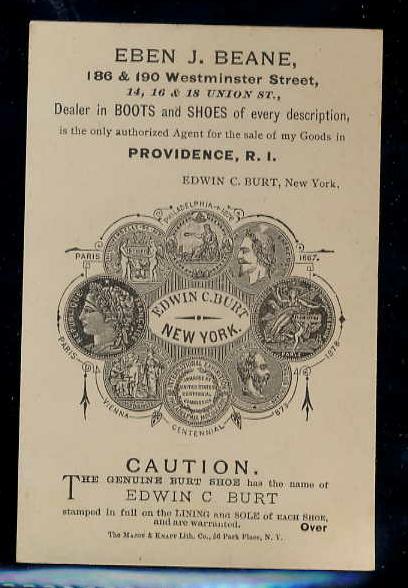 EBEN J. BEANE,
186 & 190 Westminster Street,
14, 16 & 18 UNION ST.,
Dealer in BOOTS and SHOES of every description,
is the only authorized Agent for the sale of my Goods in
PROVIDENCE, R. I.
EDWIN C. BURT, New York.
PHILADELPHIA 1876
PARIS
1867.
EDWIN C. BURT
NEW YORK.
PARIS
1878
VIENNA
1873
CENTENNIAL
CAUTION.
THE GENUINE BURT SHOE has the name of
EDWIN C BURT
stamped in full on the LINING and SOLE of EACH SHOE,
and are warranted.
Over
The Major & Knapp Lith. Co., 56 Park Place, N. Y.